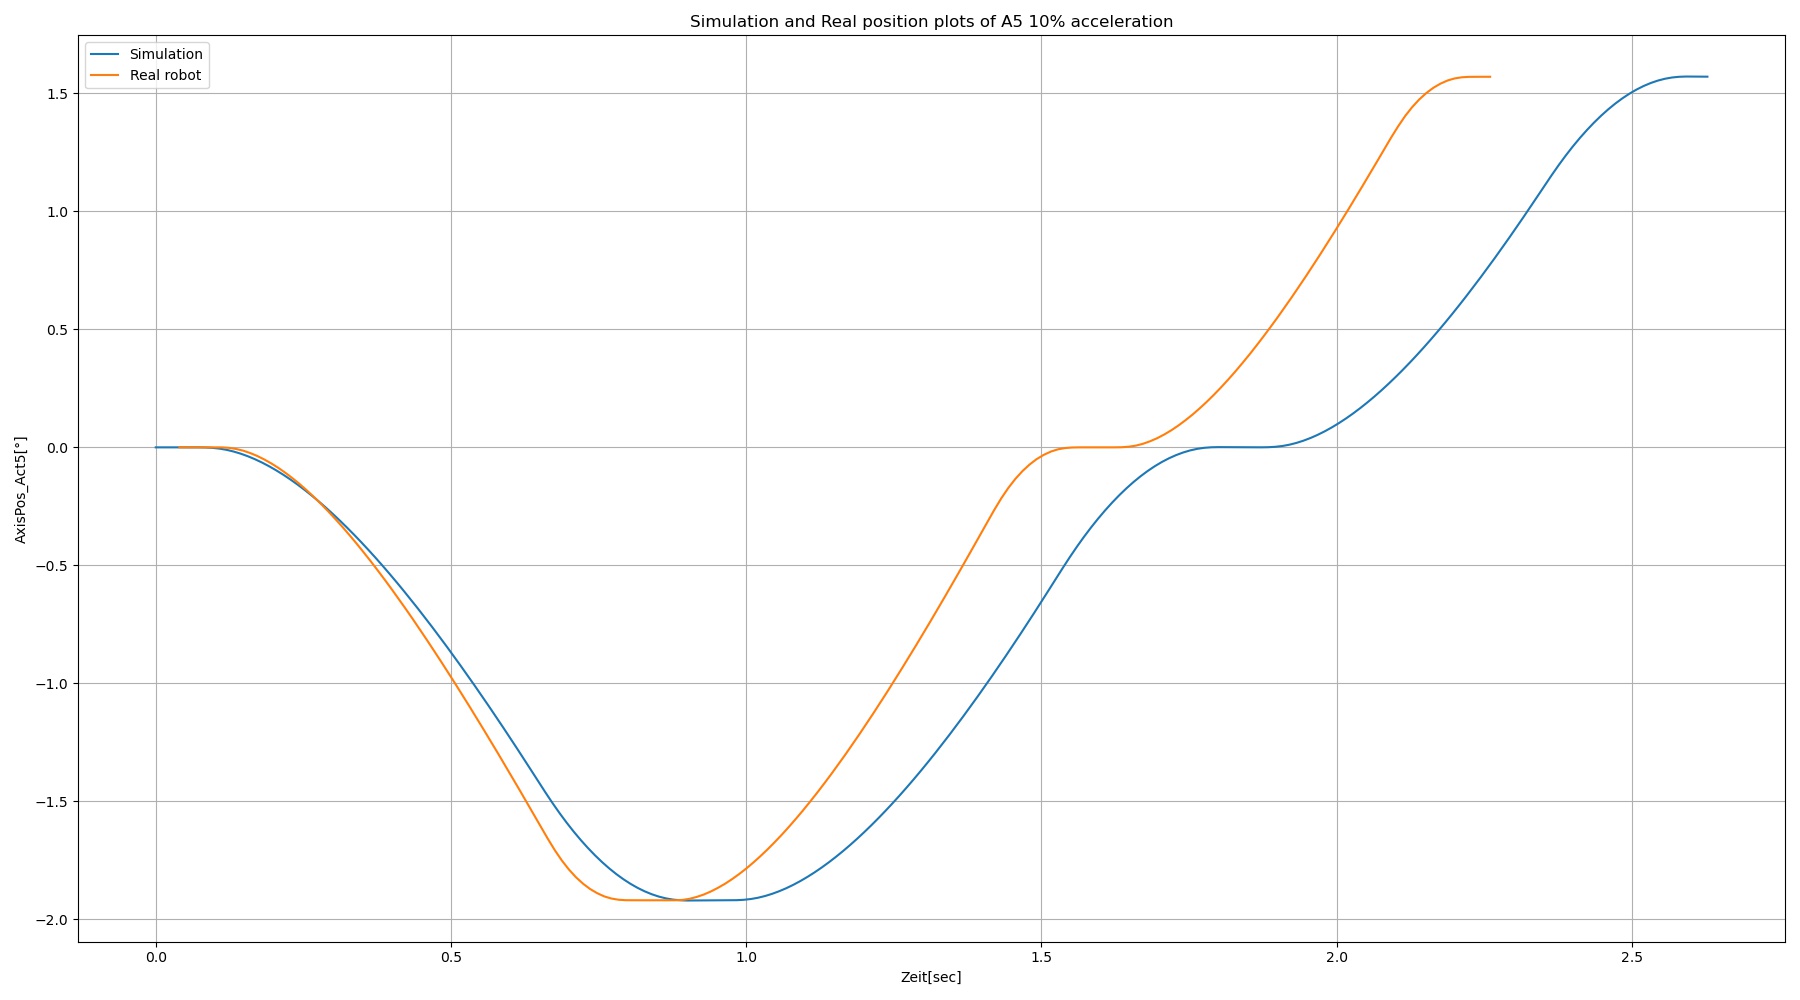 Simulation and Real position plots of A5 10% acceleration
Simulation
Real robot
AxisPos_Act5[°]
1.5
1.0
0.5
0.0
−0.5
−1.0
−1.5
−2.0
0.0 0.5 1.0 1.5 2.0 2.5
Zeit[sec]